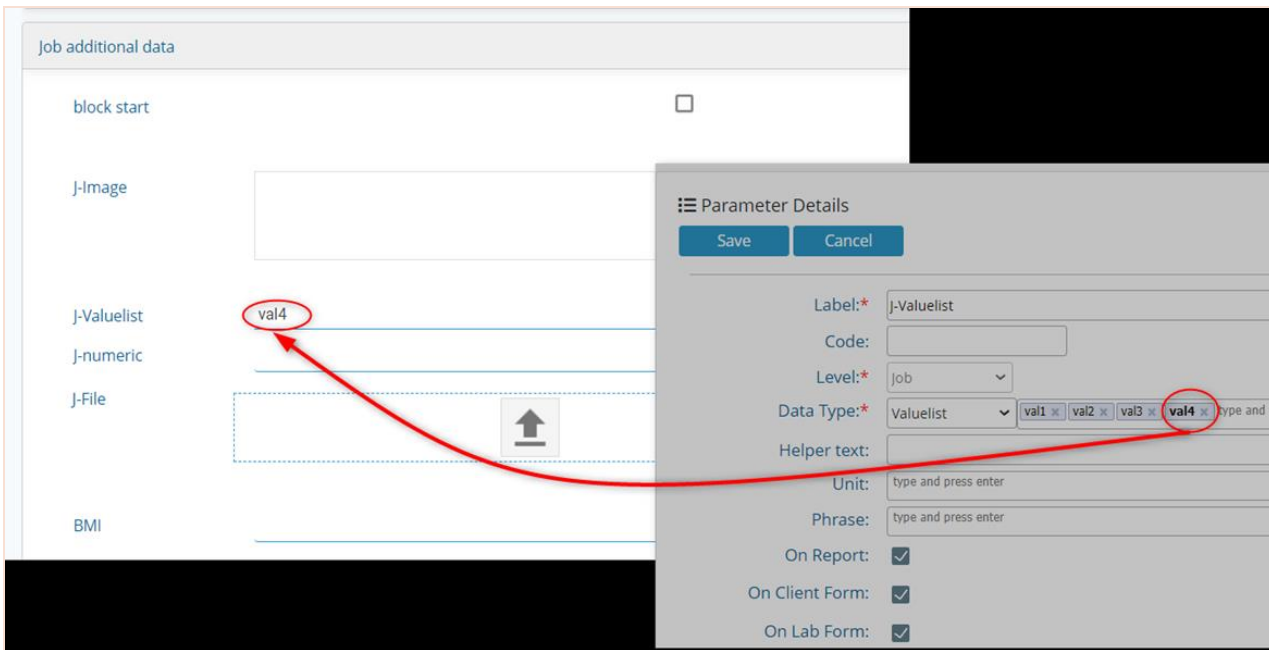 Job additional data
block start
J-Image
J-Valuelist val4
J-numeric
J-File
BMI
Parameter Details
Save Cancel
Label:* J-Valuelist
Code:
Level:* Job
Data Type:* Valuelist val1 x val2 x val3 x val4 x type and
Helper text:
Unit: type and press enter
Phrase: type and press enter
On Report:
On Client Form:
On Lab Form: